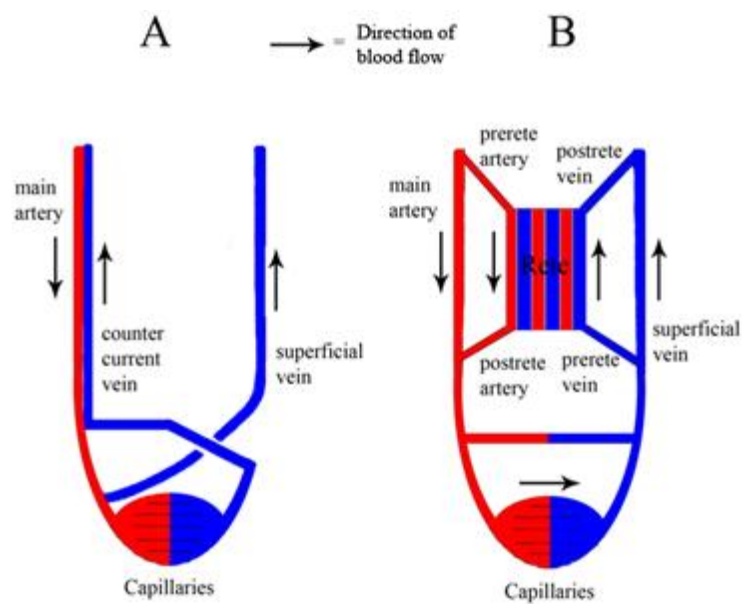 A
= Direction of
blood flow
B
main
artery
counter
current
vein
superficial
vein
Capillaries
prerete
artery
postrete
vein
main
artery
Rete
postrete
artery
prerete
vein
superficial
vein
Capillaries